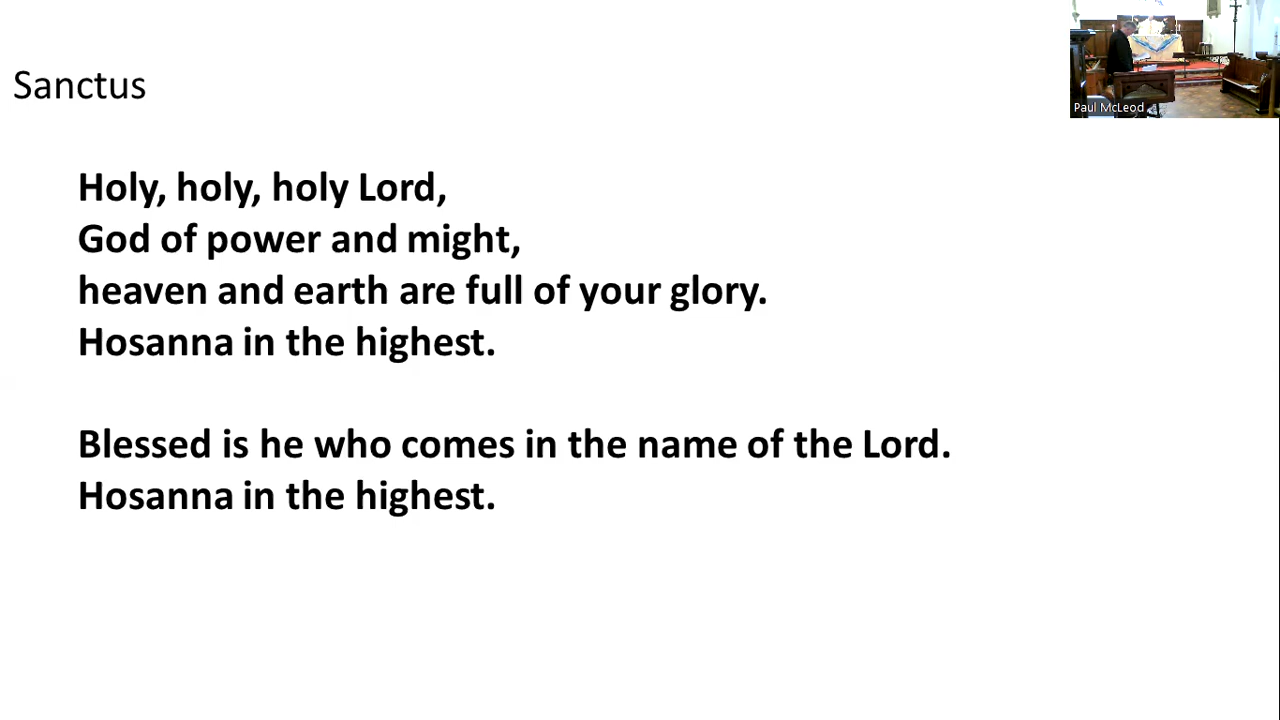 Sanctus
Paul McLeod
Holy, holy, holy Lord,
God of power and might,
heaven and earth are full of your glory.
Hosanna in the highest.
Blessed is he who comes in the name of the Lord.
Hosanna in the highest.